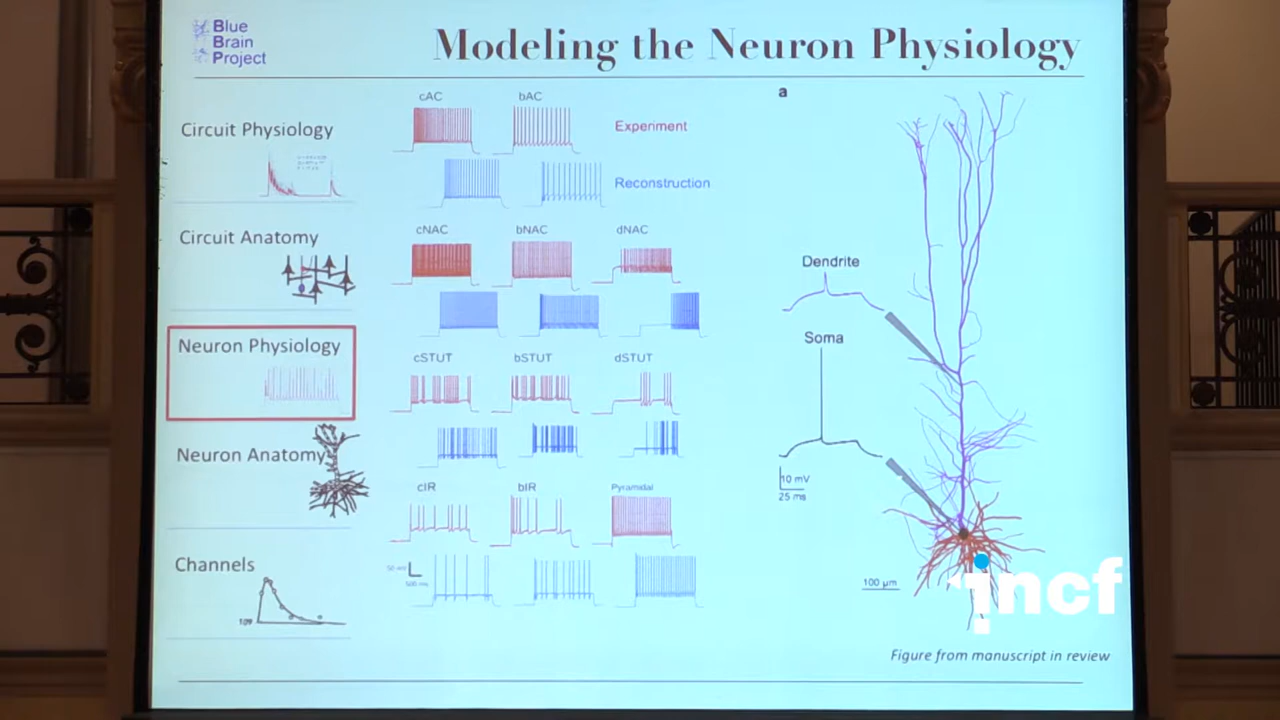 Blue
Brain
Project
Modeling the Neuron Physiology
Circuit Physiology
Circuit Anatomy
Neuron Physiology
Neuron Anatomy
Channels
cAC
bAC
Experiment
Reconstruction
cNAC
bNAC
dNAC
cSTUT
bSTUT
dSTUT
cIR
bIR
Pyramidal
a
Dendrite
Soma
10 mV
25 ms
100 µm
incf
Figure from manuscript in review